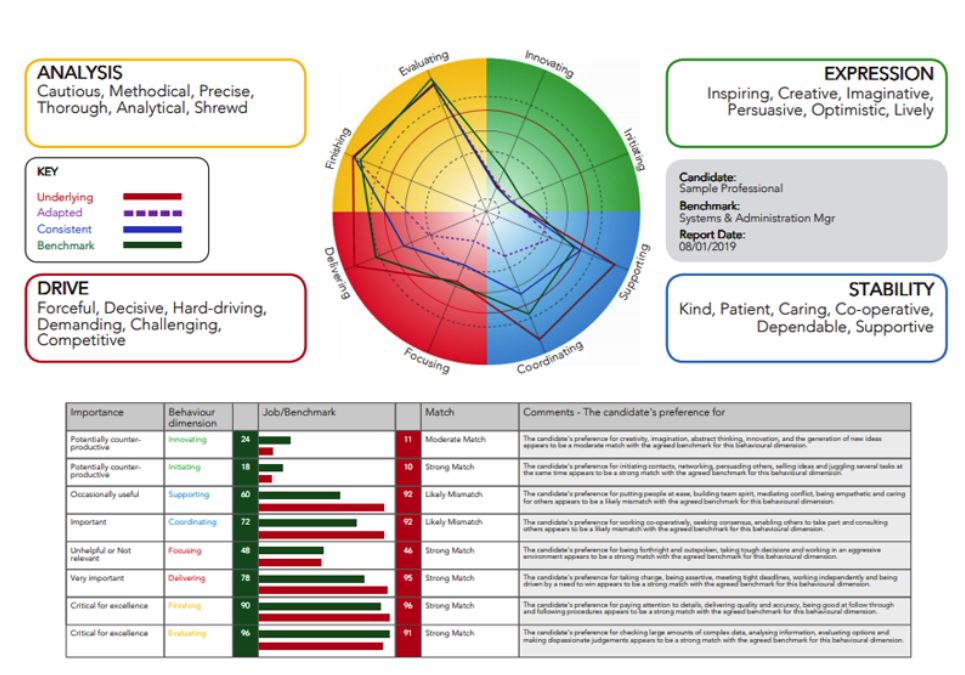 ANALYSIS
Cautious, Methodical, Precise,
Thorough, Analytical, Shrewd
EXPRESSION
Inspiring, Creative, Imaginative,
Persuasive, Optimistic, Lively
KEY
Underlying
Adapted
Consistent
Benchmark
Candidate:
Sample Professional
Benchmark:
Systems & Administration Mgr
Report Date:
08/01/2019
DRIVE
Forceful, Decisive, Hard-driving,
Demanding, Challenging,
Competitive
STABILITY
Kind, Patient, Caring, Co-operative,
Dependable, Supportive
Evaluating
Innovating
Initiating
Supporting
Coordinating
Focusing
Delivering
Finishing
Importance
Behaviour
dimension
Job/Benchmark
Match
Comments - The candidate's preference for
Potentially counter-
productive
Innovating
24
11
Moderate Match
The candidate's preference for creativity, imagination, abstract thinking, innovation, and the generation of new ideas
appears to be a moderate match with the agreed benchmark for this behavioural dimension.
Potentially counter-
productive
Initiating
18
10
Strong Match
The candidate's preference for initiating contacts, networking, persuading others, selling ideas and juggling several tasks at
the same time appears to be a strong match with the agreed benchmark for this behavioural dimension.
Occasionally useful
Supporting
60
92
Likely Mismatch
The candidate's preference for putting people at ease, building team spirit, mediating conflict, being empathetic and caring
for others appears to be a likely mismatch with the agreed benchmark for this behavioural dimension.
Important
Coordinating
72
92
Likely Mismatch
The candidate's preference for working co-operatively, seeking consensus, enabling others to take part and consulting
others appears to be a likely mismatch with the agreed benchmark for this behavioural dimension.
Unhelpful or Not
relevant
Focusing
48
46
Strong Match
The candidate's preference for being forthright and outspoken, taking tough decisions and working in an aggressive
environment appears to be a strong match with the agreed benchmark for this behavioural dimension.
Very important
Delivering
78
95
Strong Match
The candidate's preference for taking charge, being assertive, meeting tight deadlines, working independently and being
driven by a need to win appears to be a strong match with the agreed benchmark for this behavioural dimension.
Critical for excellence
Finishing
90
96
Strong Match
The candidate's preference for paying attention to details, delivering quality and accuracy, being good at follow through
and following procedures appears to be a strong match with the agreed benchmark for this behavioural dimension.
Critical for excellence
Evaluating
96
91
Strong Match
The candidate's preference for checking large amounts of complex data, analysing information, evaluating options and
making dispassionate judgements appears to be a strong match with the agreed benchmark for this behavioural dimension.